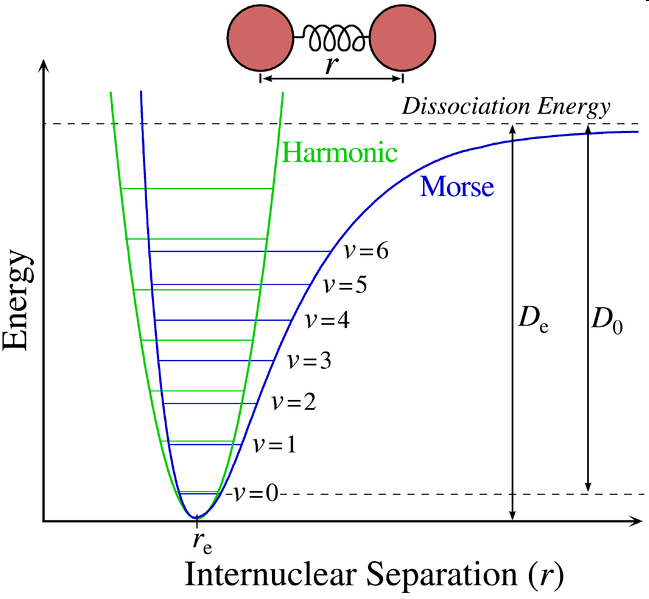 r
Dissociation Energy
Harmonic
Morse
v=6
v=5
v=4
v=3
v=2
v=1
v=0
De
D0
Energy
re
Internuclear Separation (r)